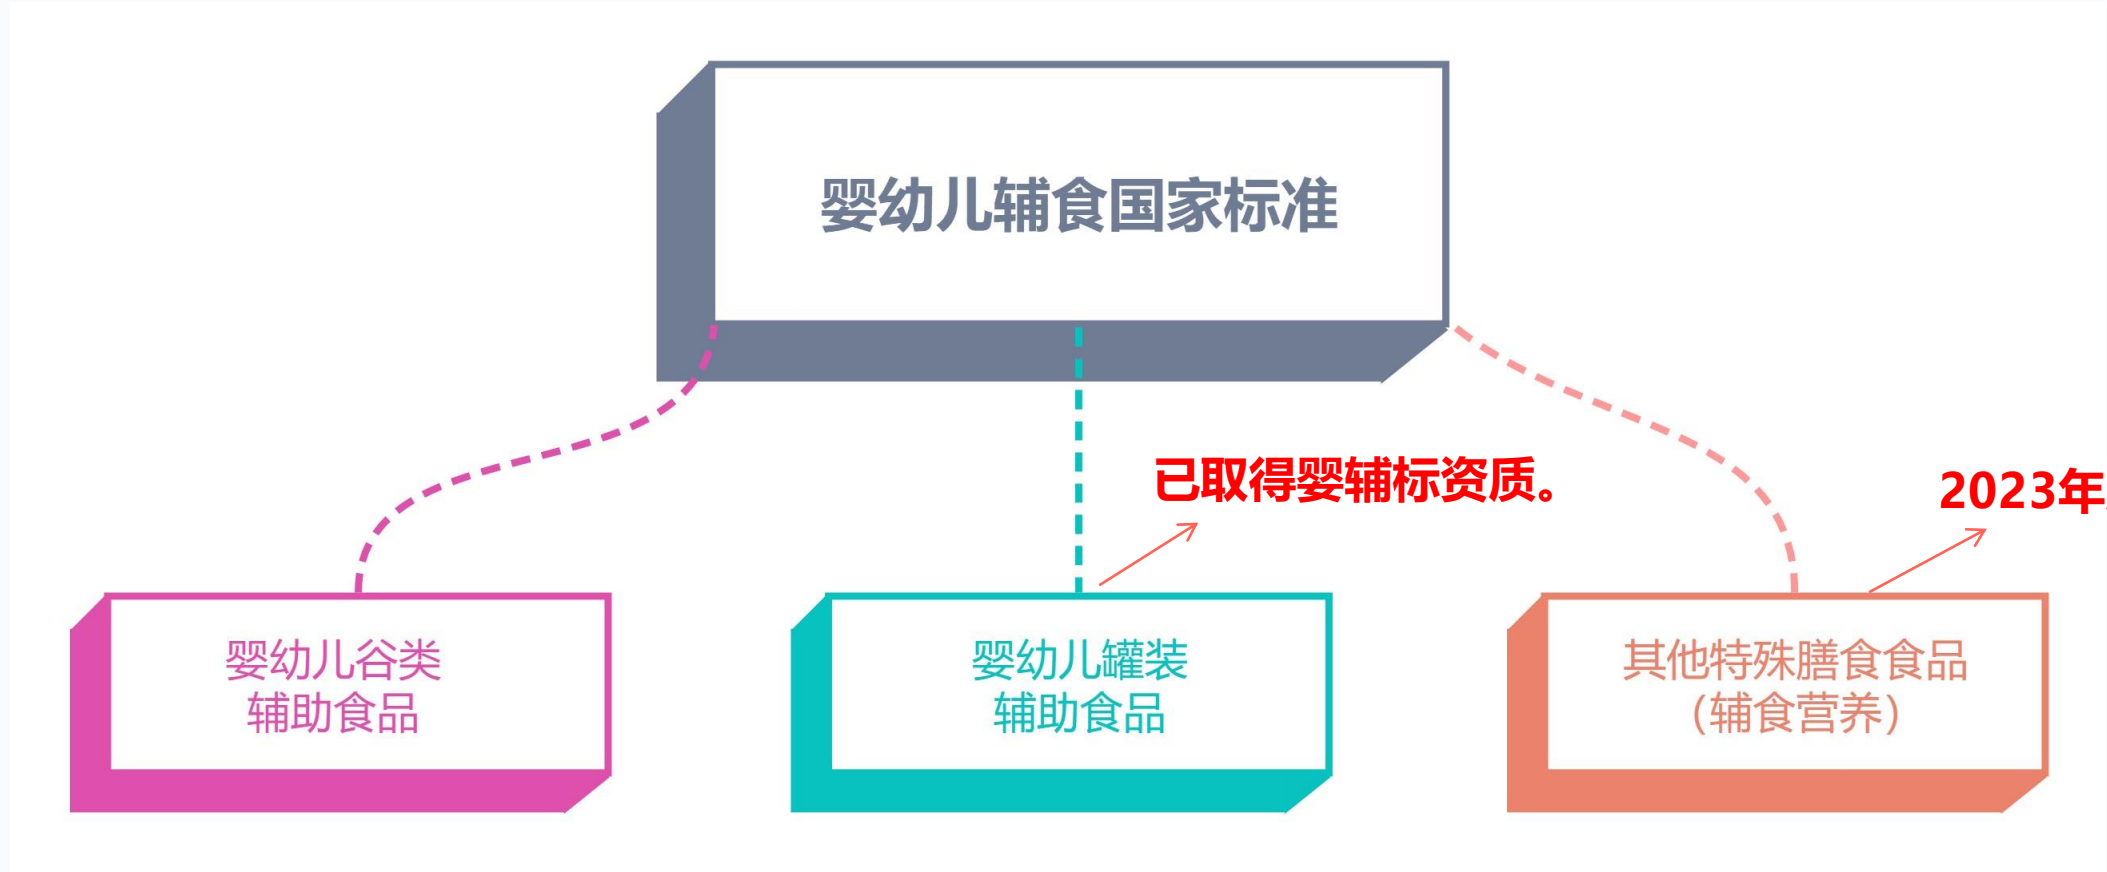 婴幼儿辅食国家标准
已取得婴辅标资质。
2023年
婴幼儿谷类
辅助食品
婴幼儿罐装
辅助食品
其他特殊膳食食品
（辅食营养）